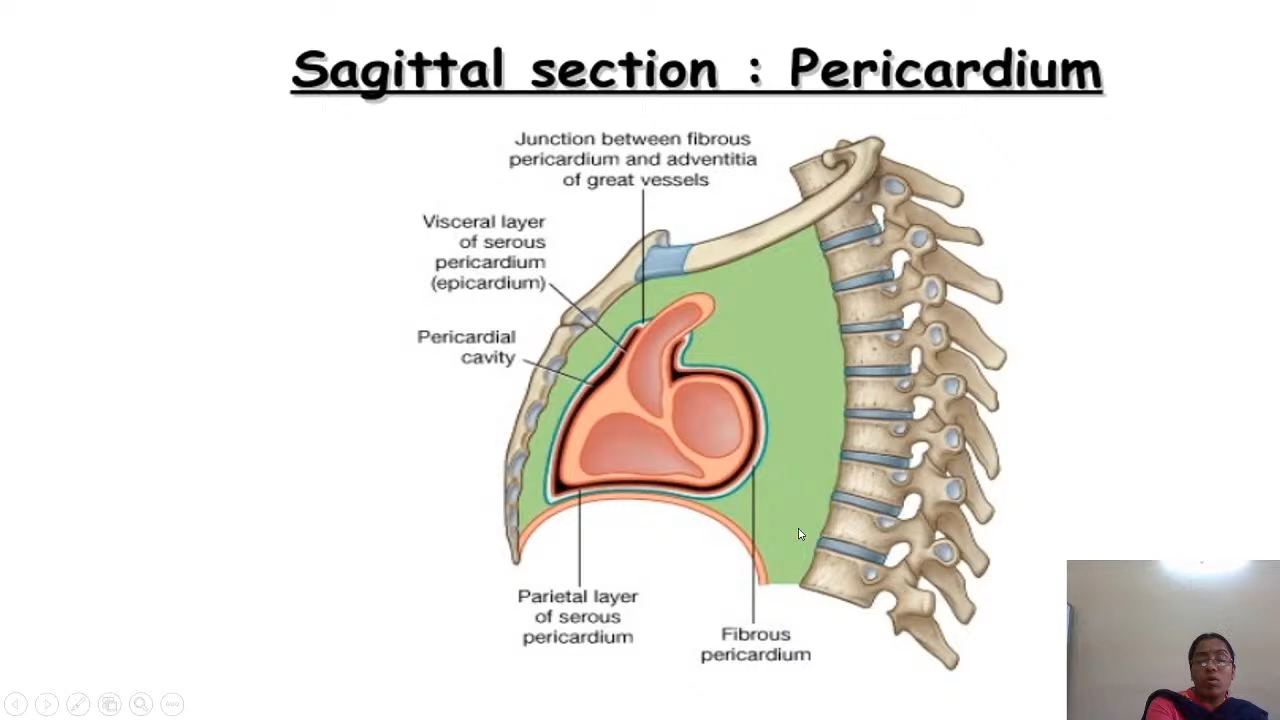 Sagittal section : Pericardium
Junction between fibrous
pericardium and adventitia
of great vessels
Visceral layer
of serous
pericardium
(epicardium)
Pericardial
cavity
Parietal layer
of serous
pericardium
Fibrous
pericardium